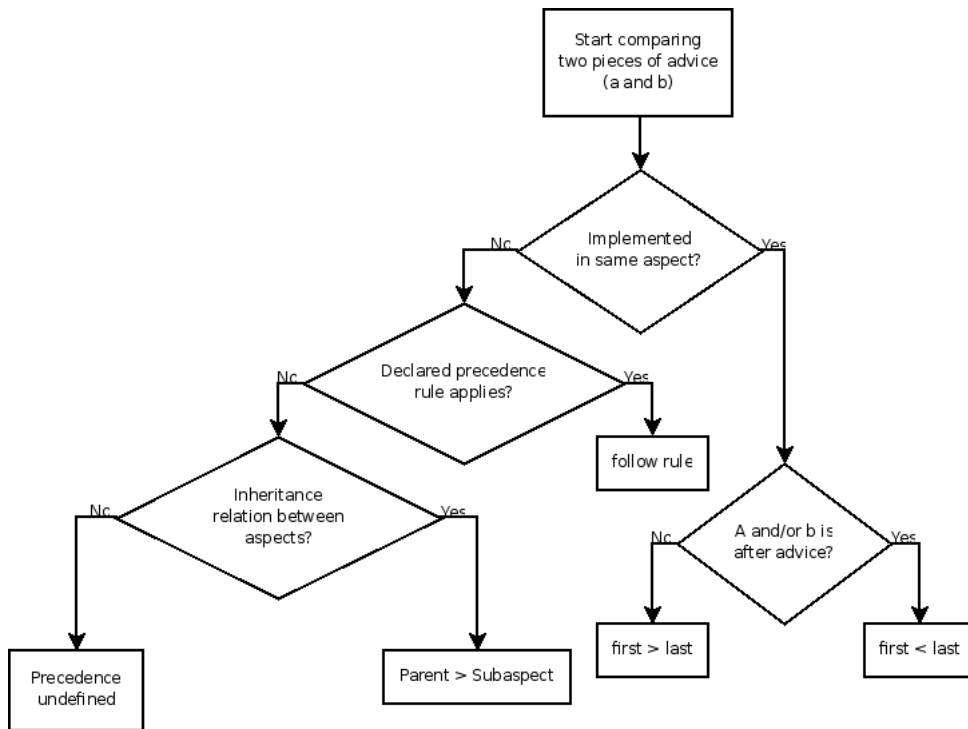 Start comparing
two pieces of advice
(a and b)
Implemented
in same aspect?
No
Yes
Declared precedence
rule applies?
No
Yes
follow rule
Inheritance
relation between
aspects?
No
Yes
A and/or b is
after advice?
No
Yes
first > last
first < last
Precedence
undefined
Parent > Subaspect